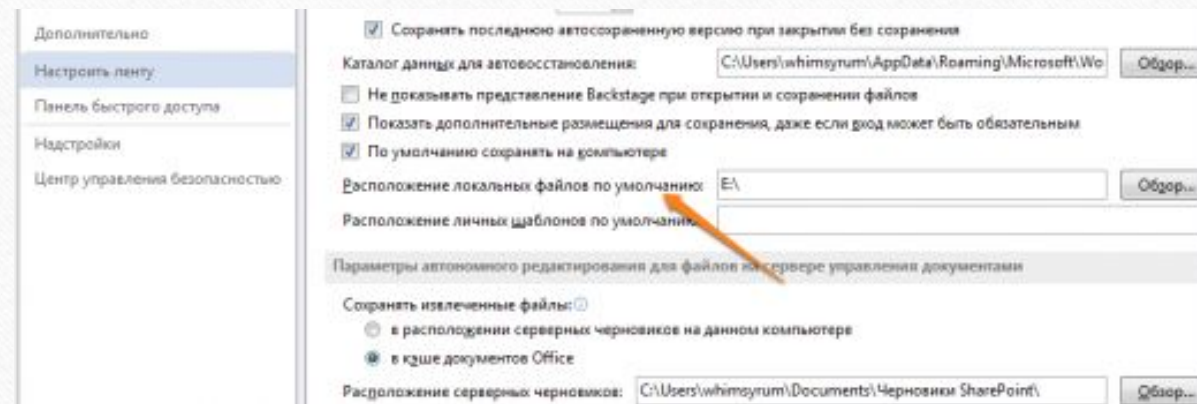 Дополнительно
Настроить ленту
Панель быстрого доступа
Надстройки
Центр управления безопасностью
Сохранять последнюю автосохраненную версию при закрытии без сохранения
Каталог данных для автовосстановления: C:\Users\whimsyrum\AppData\Roaming\Microsoft\Wo Обзор...
Не показывать представление Backstage при открытии и сохранении файлов
Показать дополнительные размещения для сохранения, даже если вход может быть обязательным
По умолчанию сохранять на компьютере
Расположение локальных файлов по умолчанию: E:\ Обзор...
Расположение личных шаблонов по умолчанию
Параметры автономного редактирования для файлов на сервере управления документами
Сохранять извлеченные файлы:
в расположении серверных черновиков на данном компьютере
в кэше документов Office
Расположение серверных черновиков: C:\Users\whimsyrum\Documents\Черновики SharePoint\ Обзор...